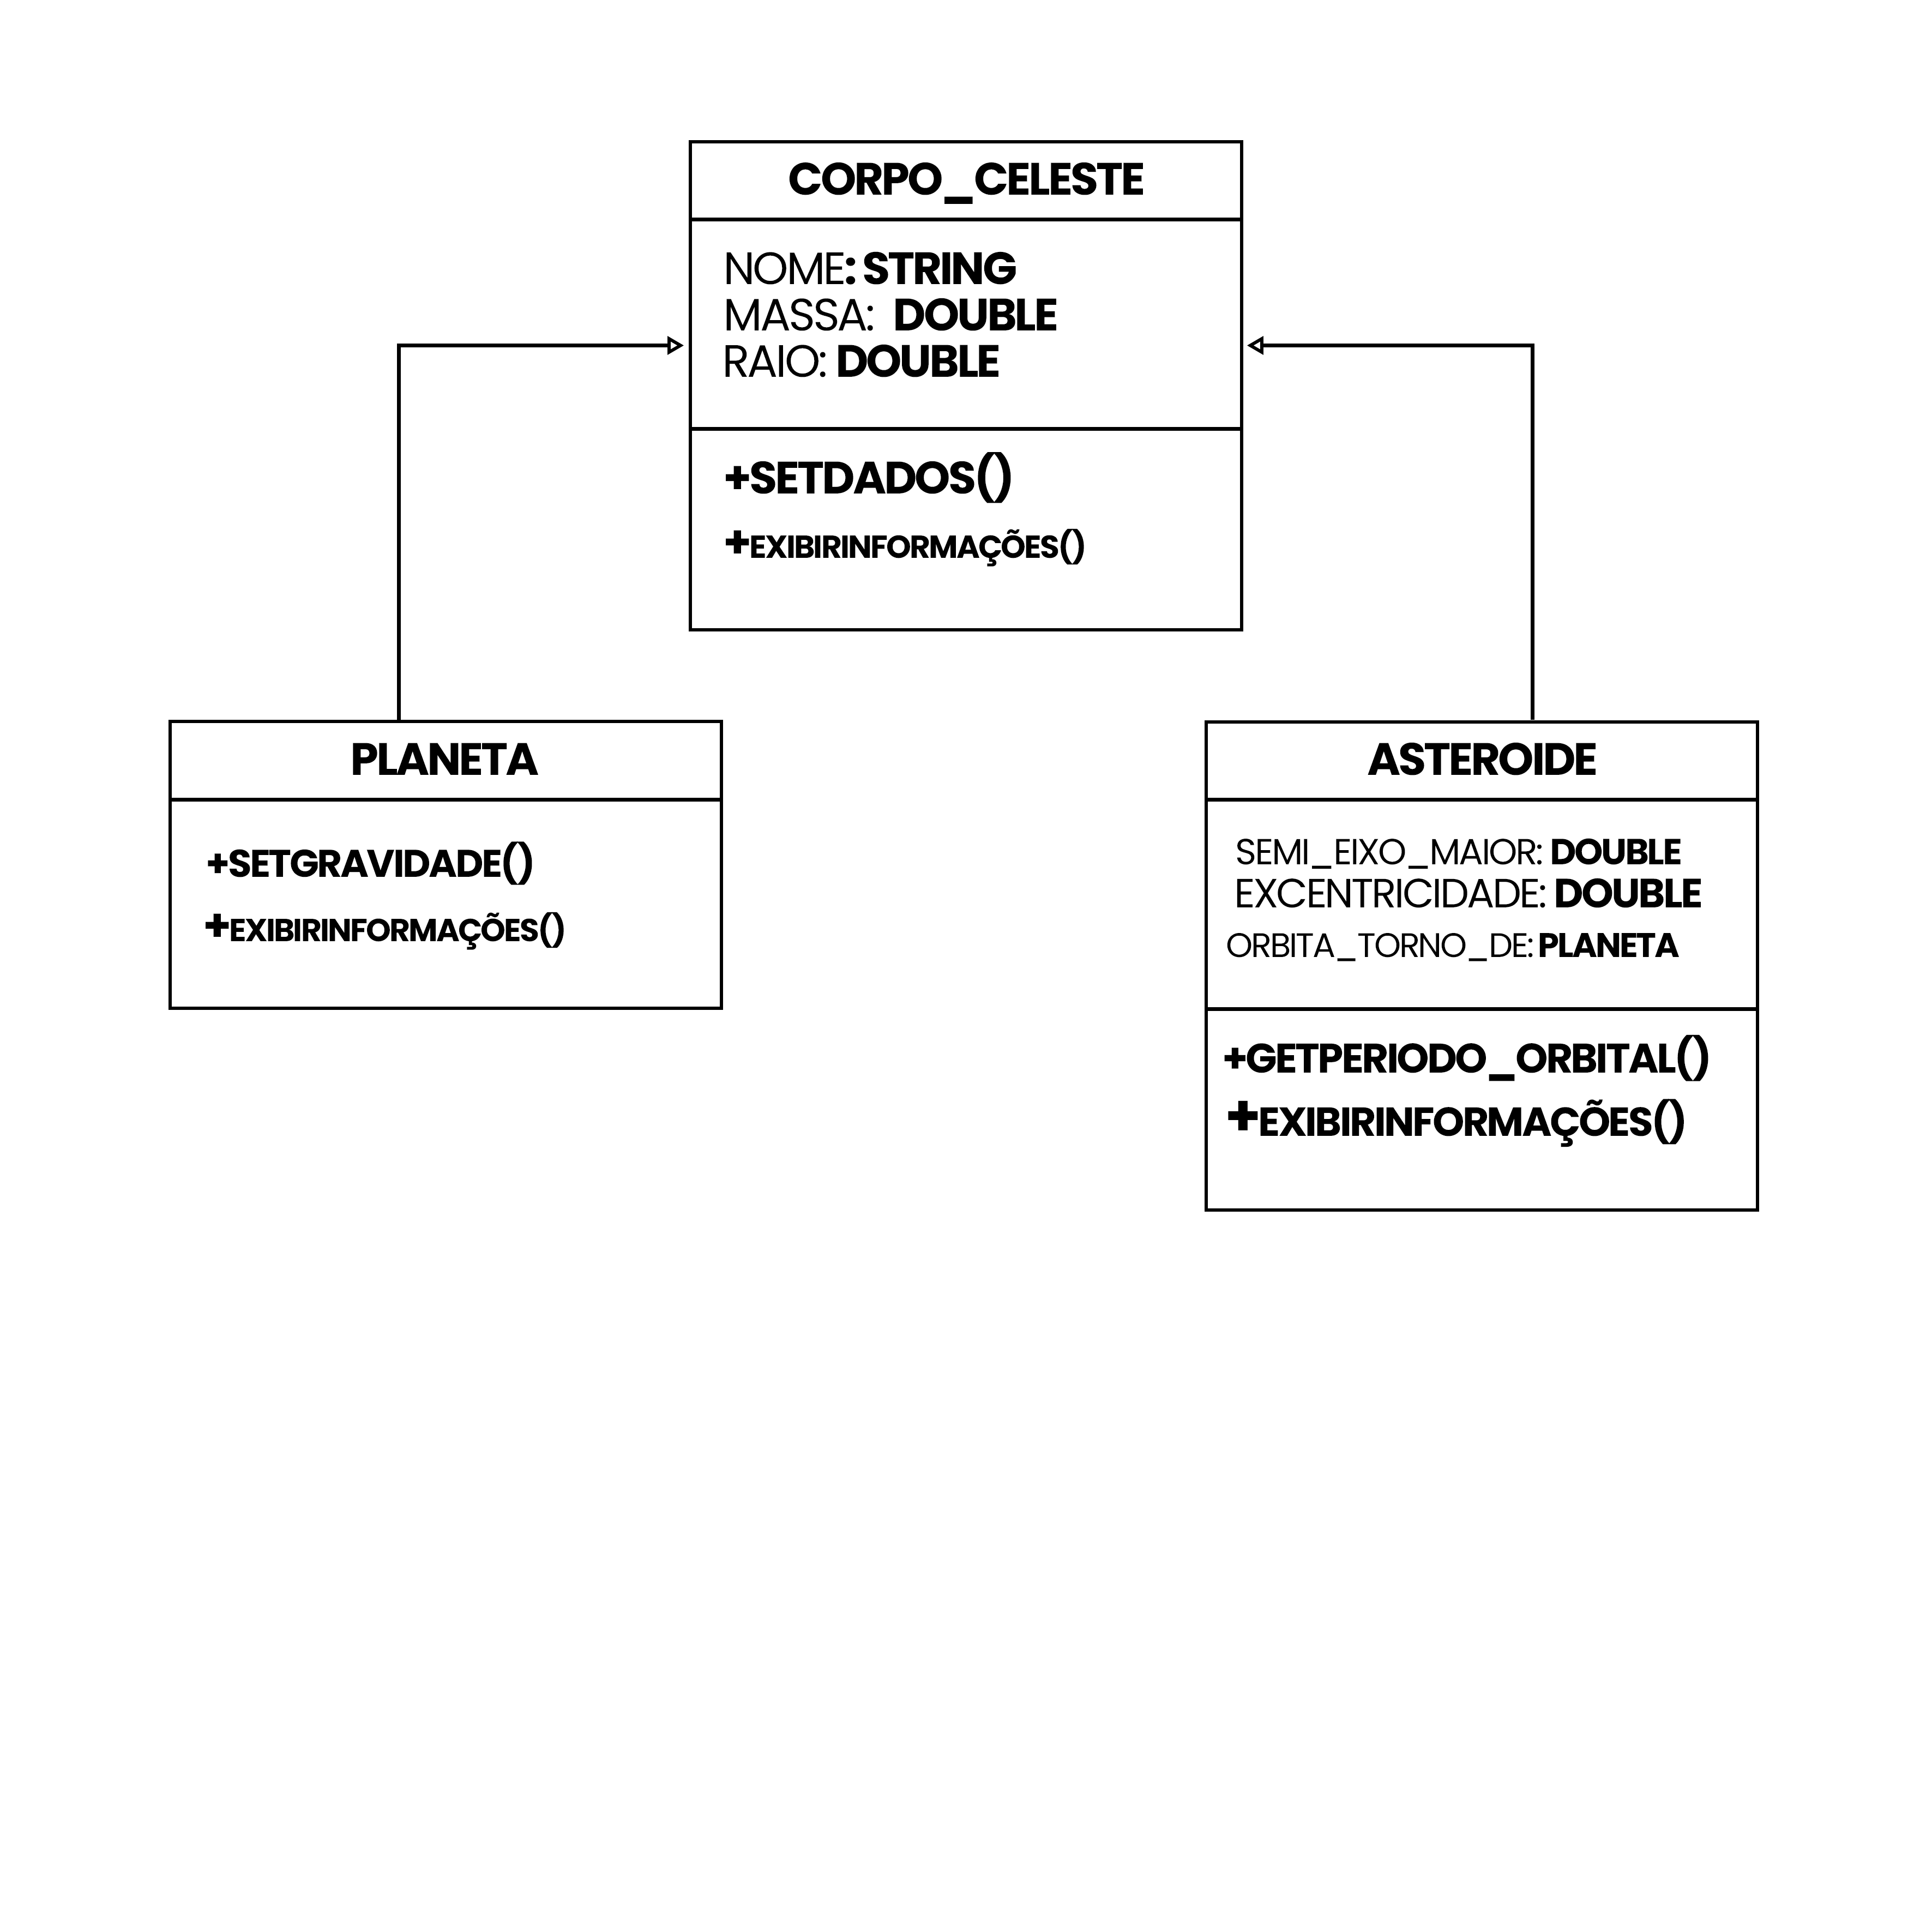 CORPO_CELESTE
NOME: STRING
MASSA: DOUBLE
RAIO: DOUBLE
+SETDADOS()
+EXIBIRINFORMAÇÕES()
PLANETA
+SETGRAVIDADE()
+EXIBIRINFORMAÇÕES()
ASTEROIDE
SEMI_EIXO_MAIOR: DOUBLE
EXCENTRICIDADE: DOUBLE
ORBITA_TORNO_DE: PLANETA
+GETPERIODO_ORBITAL()
+EXIBIRINFORMAÇÕES()